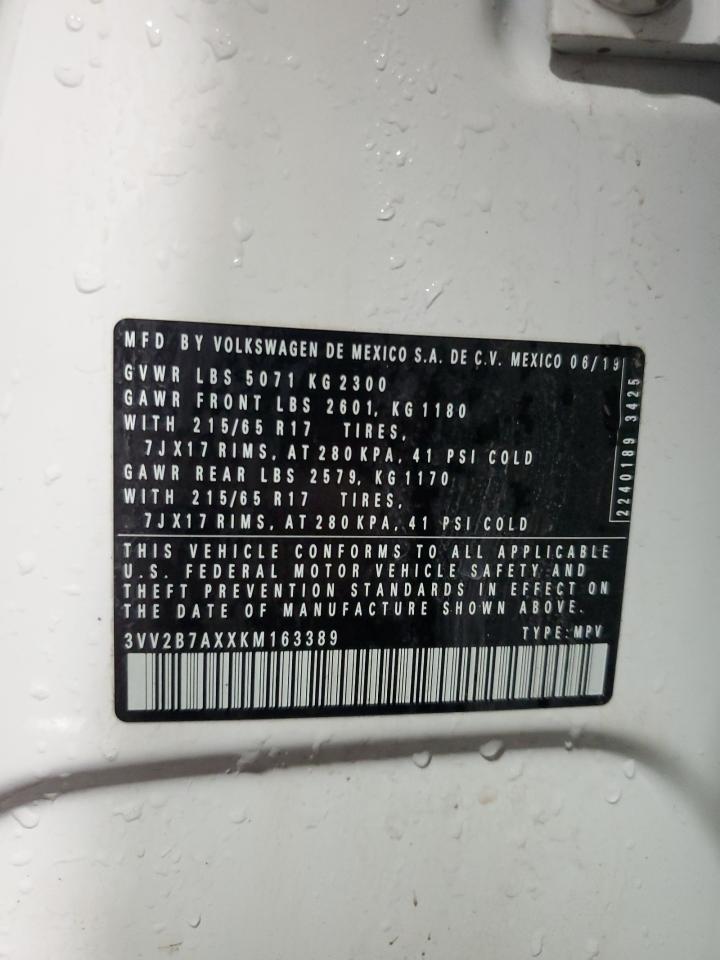 MFD BY VOLKSWAGEN DE MEXICO S.A. DE C.V. MEXICO 06/19
GVWR LBS 5071 KG 2300
GAWR FRONT LBS 2601, KG 1180
WITH 215/65 R17 TIRES,
7JX17 RIMS, AT 280 KPA, 41 PSI COLD
GAWR REAR LBS 2579, KG 1170
WITH 215/65 R17 TIRES,
7JX17 RIMS, AT 280 KPA, 41 PSI COLD
2240189 3425
THIS VEHICLE CONFORMS TO ALL APPLICABLE
U.S. FEDERAL MOTOR VEHICLE SAFETY AND
THEFT PREVENTION STANDARDS IN EFFECT ON
THE DATE OF MANUFACTURE SHOWN ABOVE.
3VV2B7AXXKM163389 TYPE: MPV